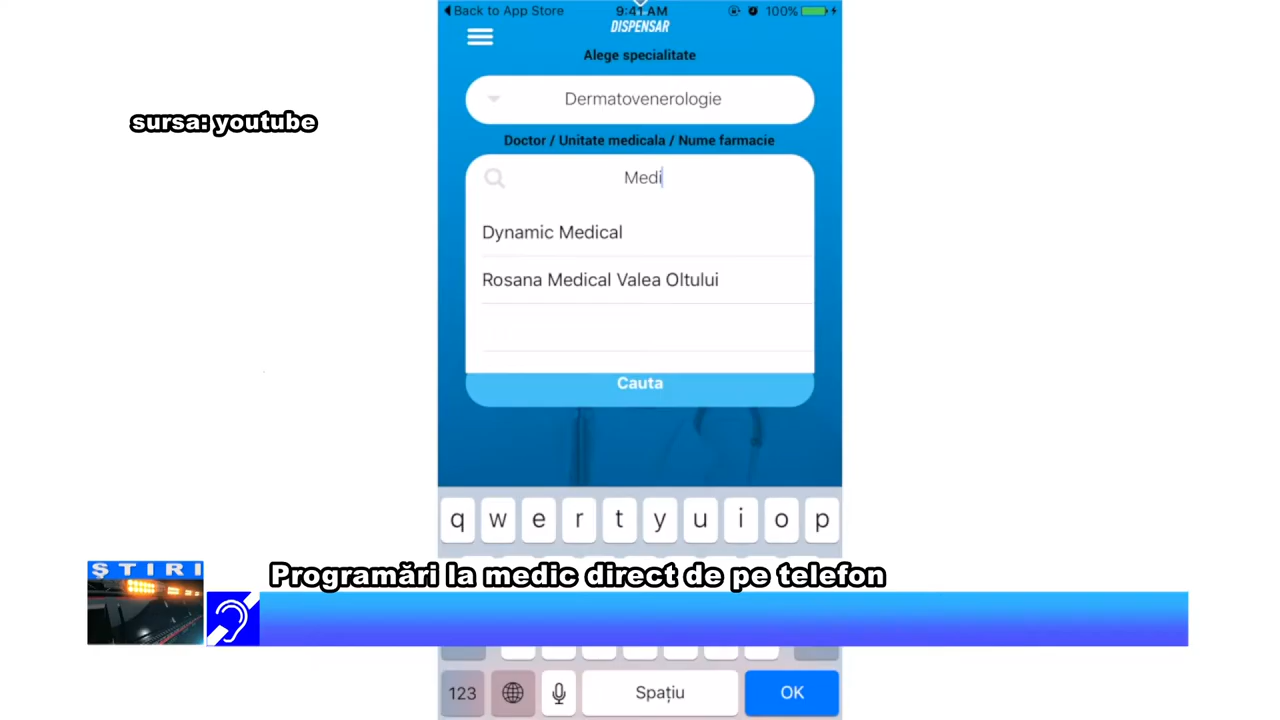 Back to App Store 9:41 AM 100%
DISPENSAR
Alege specialitate
Dermatovenerologie
sursa: youtube
Doctor / Unitate medicala / Nume farmacie
Medi
Dynamic Medical
Rosana Medical Valea Oltului
Cauta
q w e r t y u i o p
ȘTIRI
Programări la medic direct de pe telefon
123 Spațiu OK